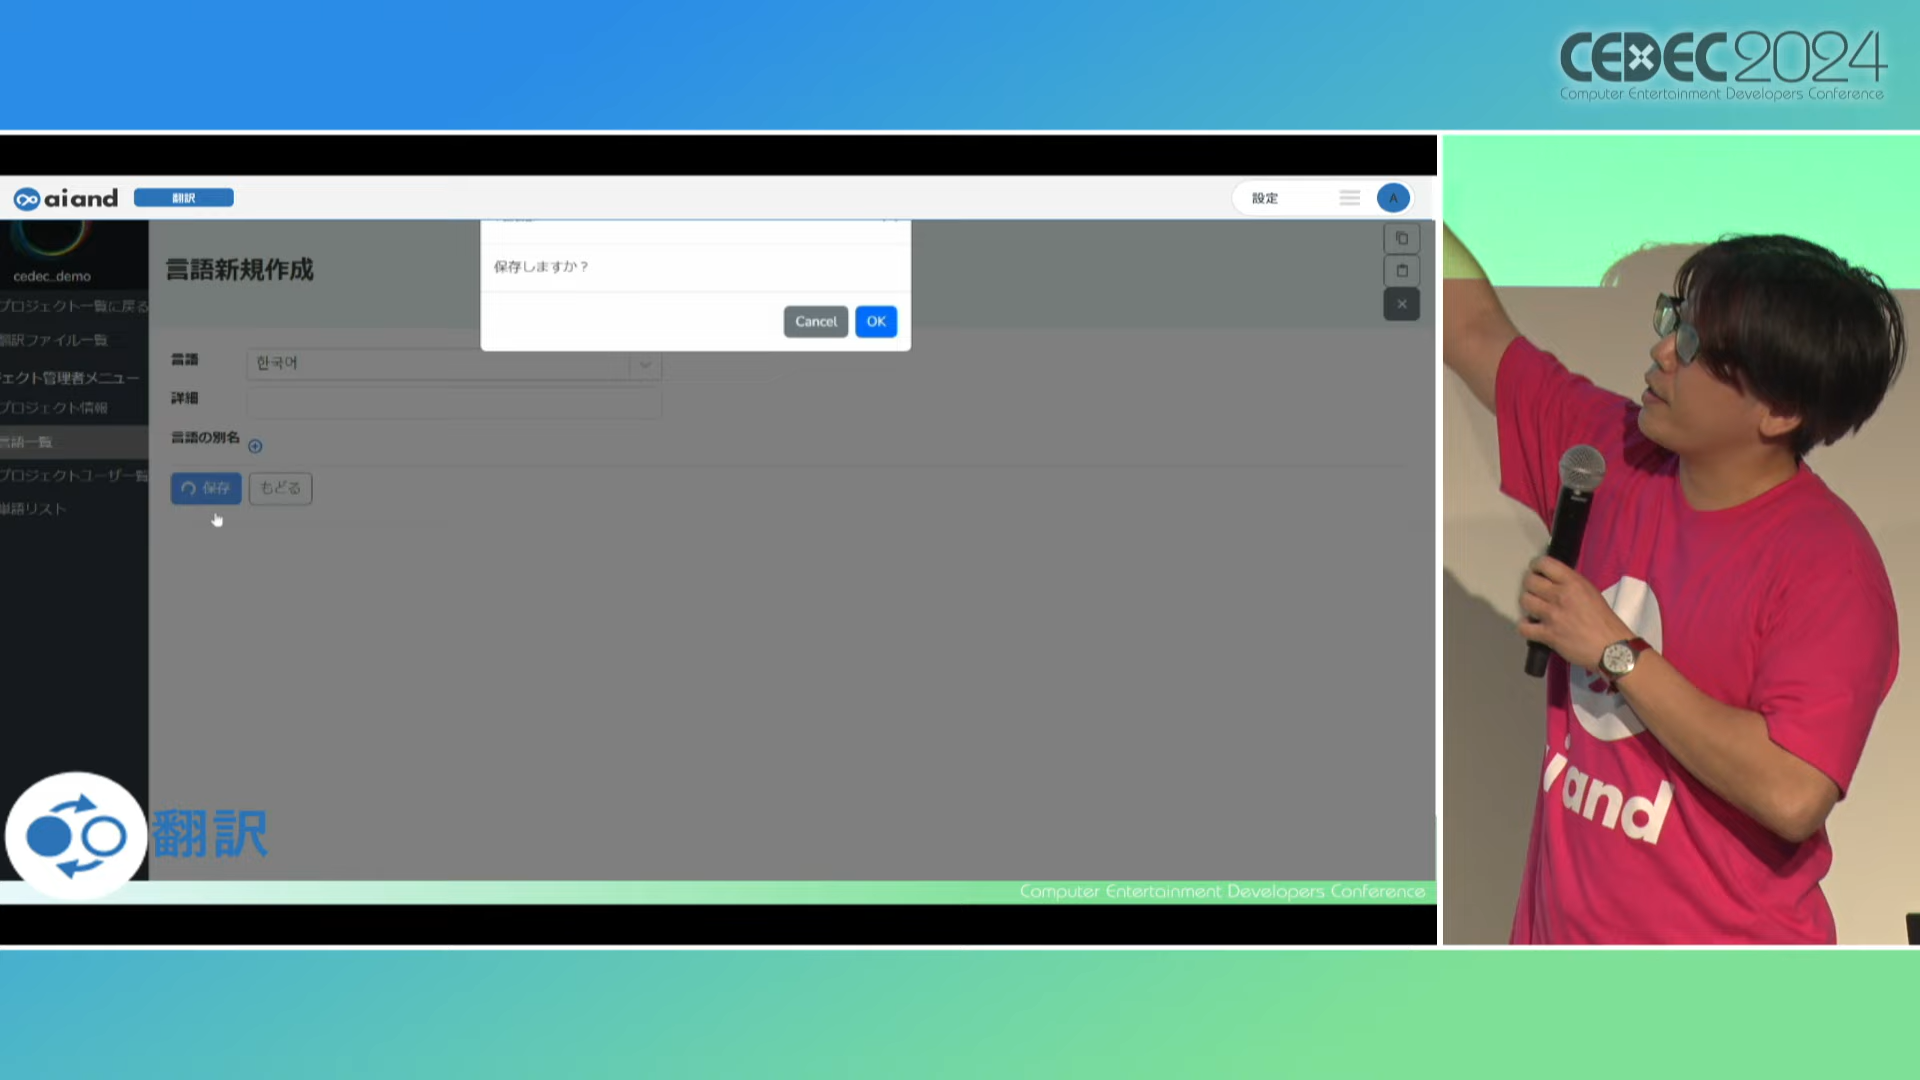 CEDEC2024
Computer Entertainment Developers Conference
aiand
翻訳
設定
A
cedec_demo
プロジェクト一覧に戻る
翻訳ファイル一覧
ェクト管理者メニュー
プロジェクト情報
言語一覧
プロジェクトユーザー覧
単語リスト
言語新規作成
保存しますか？
Cancel
OK
言語
한국어
詳細
言語の別名
保存
もどる
翻訳
Computer Entertainment Developers Conference
and